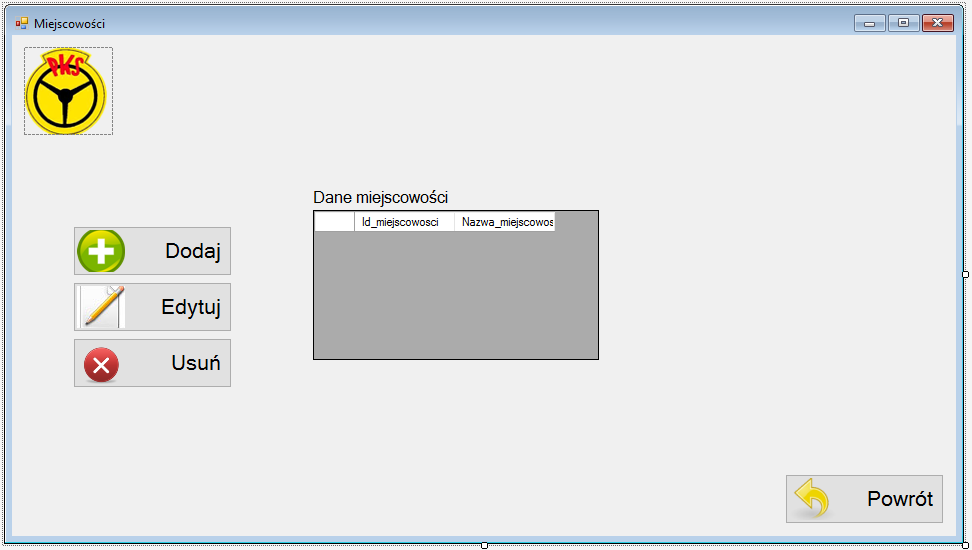 Miejscowości
PKS
Dane miejscowości
Id_miejscowosci Nazwa_miejscowos
Dodaj
Edytuj
Usuń
Powrót